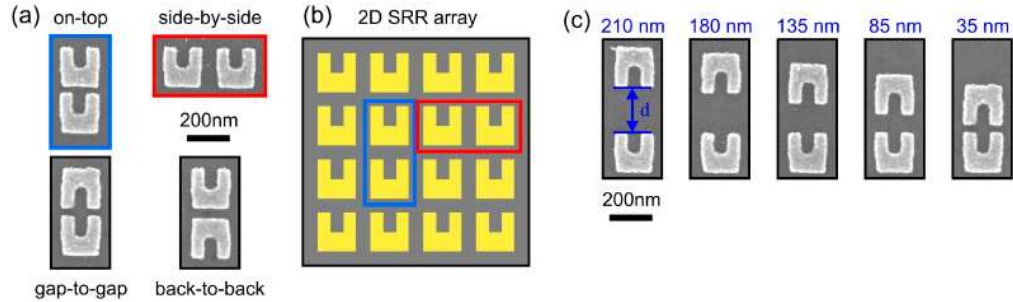 (a)
on-top
side-by-side
200nm
gap-to-gap
back-to-back
(b)
2D SRR array
(c)
210 nm
180 nm
135 nm
85 nm
35 nm
d
200nm